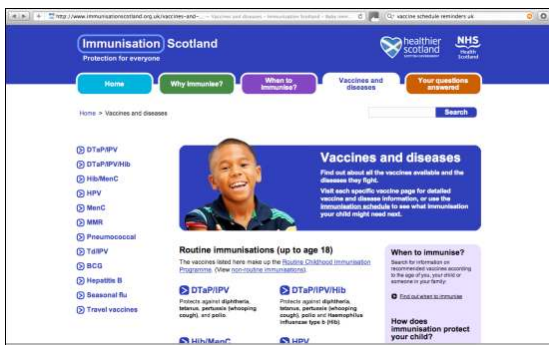 http://www.immunisationscotland.org.uk/vaccines-and-... – Vaccines and diseases - Immunisation Scotland - Baby imm...
vaccine schedule reminders uk
Immunisation Scotland
Protection for everyone
healthier
scotland
SCOTTISH GOVERNMENT
NHS
Health
Scotland
Home
Why Immunise?
When to
Immunise?
Vaccines and
diseases
Your questions
answered
Home > Vaccines and diseases
Search
DTaP/IPV
DTaP/IPV/Hib
Hib/MenC
HPV
MenC
MMR
Pneumococcal
Td/IPV
BCG
Hepatitis B
Seasonal flu
Travel vaccines
Vaccines and diseases
Find out about all the vaccines available and the
diseases they fight.
Visit each specific vaccine page for detailed
vaccine and disease information, or use the
immunisation schedule to see what immunisation
your child might need next.
Routine immunisations (up to age 18)
The vaccines listed here make up the Routine Childhood Immunisation
Programme. (View non-routine immunisations).
DTaP/IPV
Protects against diphtheria,
tetanus, pertussis (whooping
cough), and polio.
DTaP/IPV/Hib
Protects against diphtheria,
tetanus, pertussis (whooping
cough), polio and Haemophilus
influenzae type b (Hib).
Hib/MenC
HPV
When to immunise?
Search for information on
recommended vaccines according
to the age of you, your child or
someone in your family.
Find out when to immunise
How does
immunisation protect
your child?